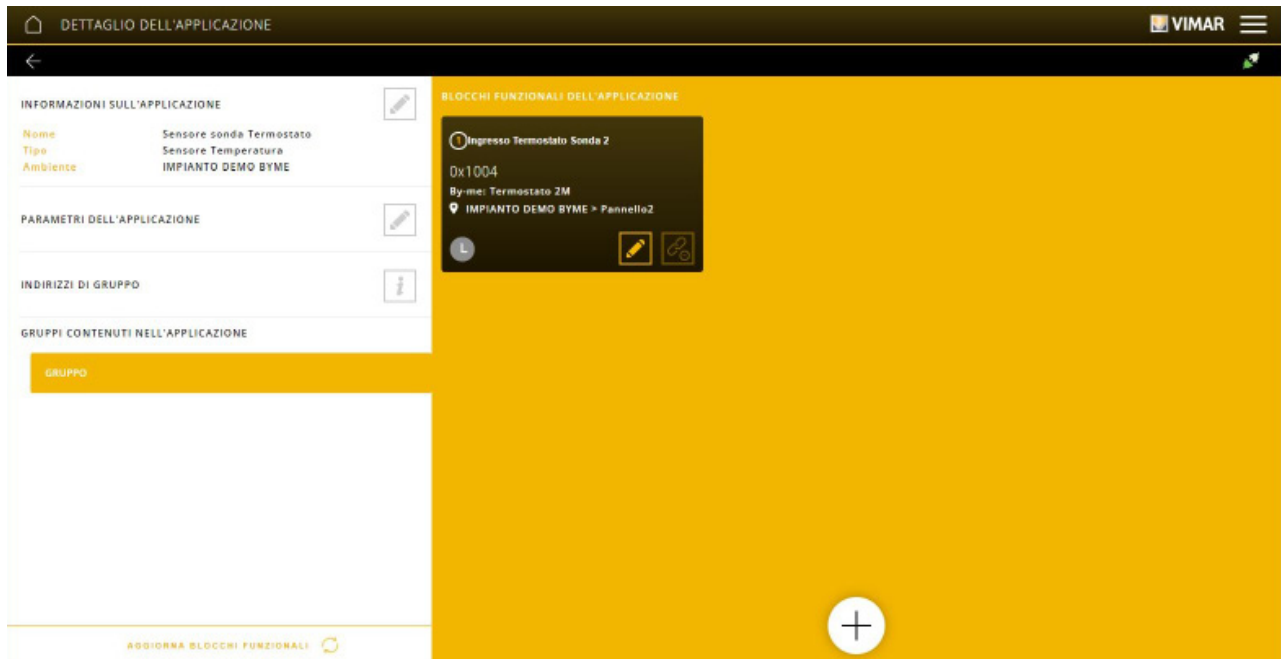 DETTAGLIO DELL'APPLICAZIONE
VIMAR
INFORMAZIONI SULL'APPLICAZIONE
Nome Sensore sonda Termostato
Tipo Sensore Temperatura
Ambiente IMPIANTO DEMO BYME
PARAMETRI DELL'APPLICAZIONE
INDIRIZZI DI GRUPPO
i
GRUPPI CONTENUTI NELL'APPLICAZIONE
GRUPPO
AGGIORNA BLOCCHI FUNZIONALI
BLOCCHI FUNZIONALI DELL'APPLICAZIONE
1 Ingresso Termostato Sonda 2
0x1004
By-me: Termostato 2M
IMPIANTO DEMO BYME > Pannello2
L